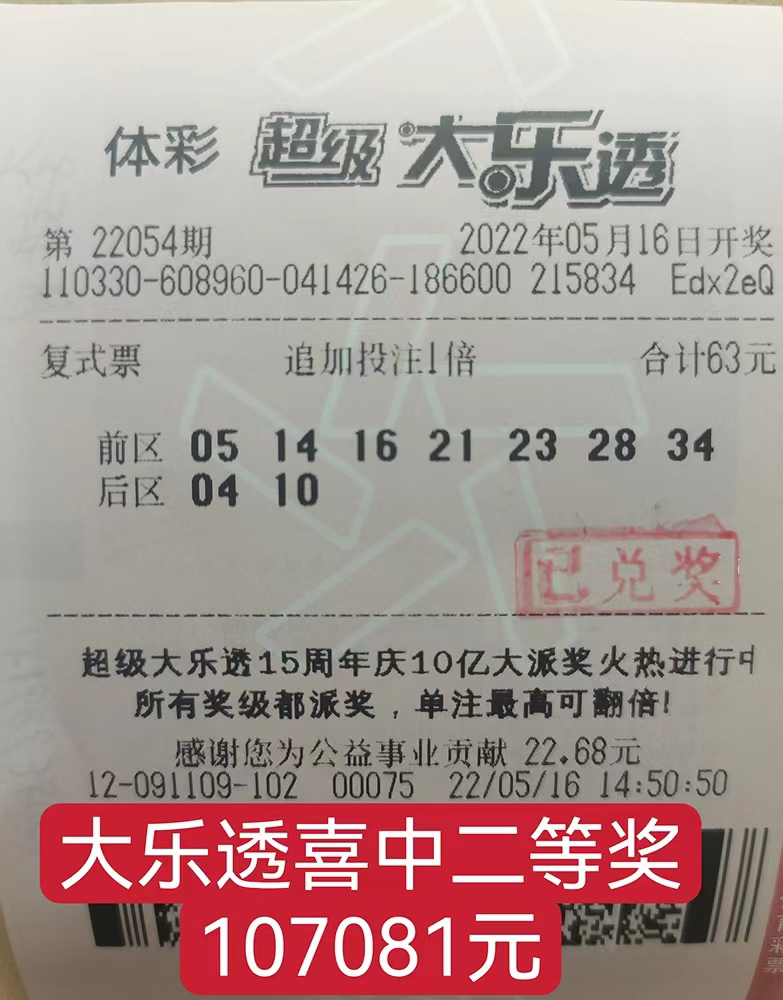 体彩 超级大乐透
第 22054期 2022年05月16日开奖
110330-608960-041426-186600 215834 Edx2eQ
复式票 追加投注1倍 合计63元
前区 05 14 16 21 23 28 34
后区 04 10
已兑奖
超级大乐透15周年庆10亿大派奖火热进行中
所有奖级都派奖，单注最高可翻倍!
感谢您为公益事业贡献 22.68元
12-091109-102 00075 22/05/16 14:50:50
大乐透喜中二等奖
107081元
彩票